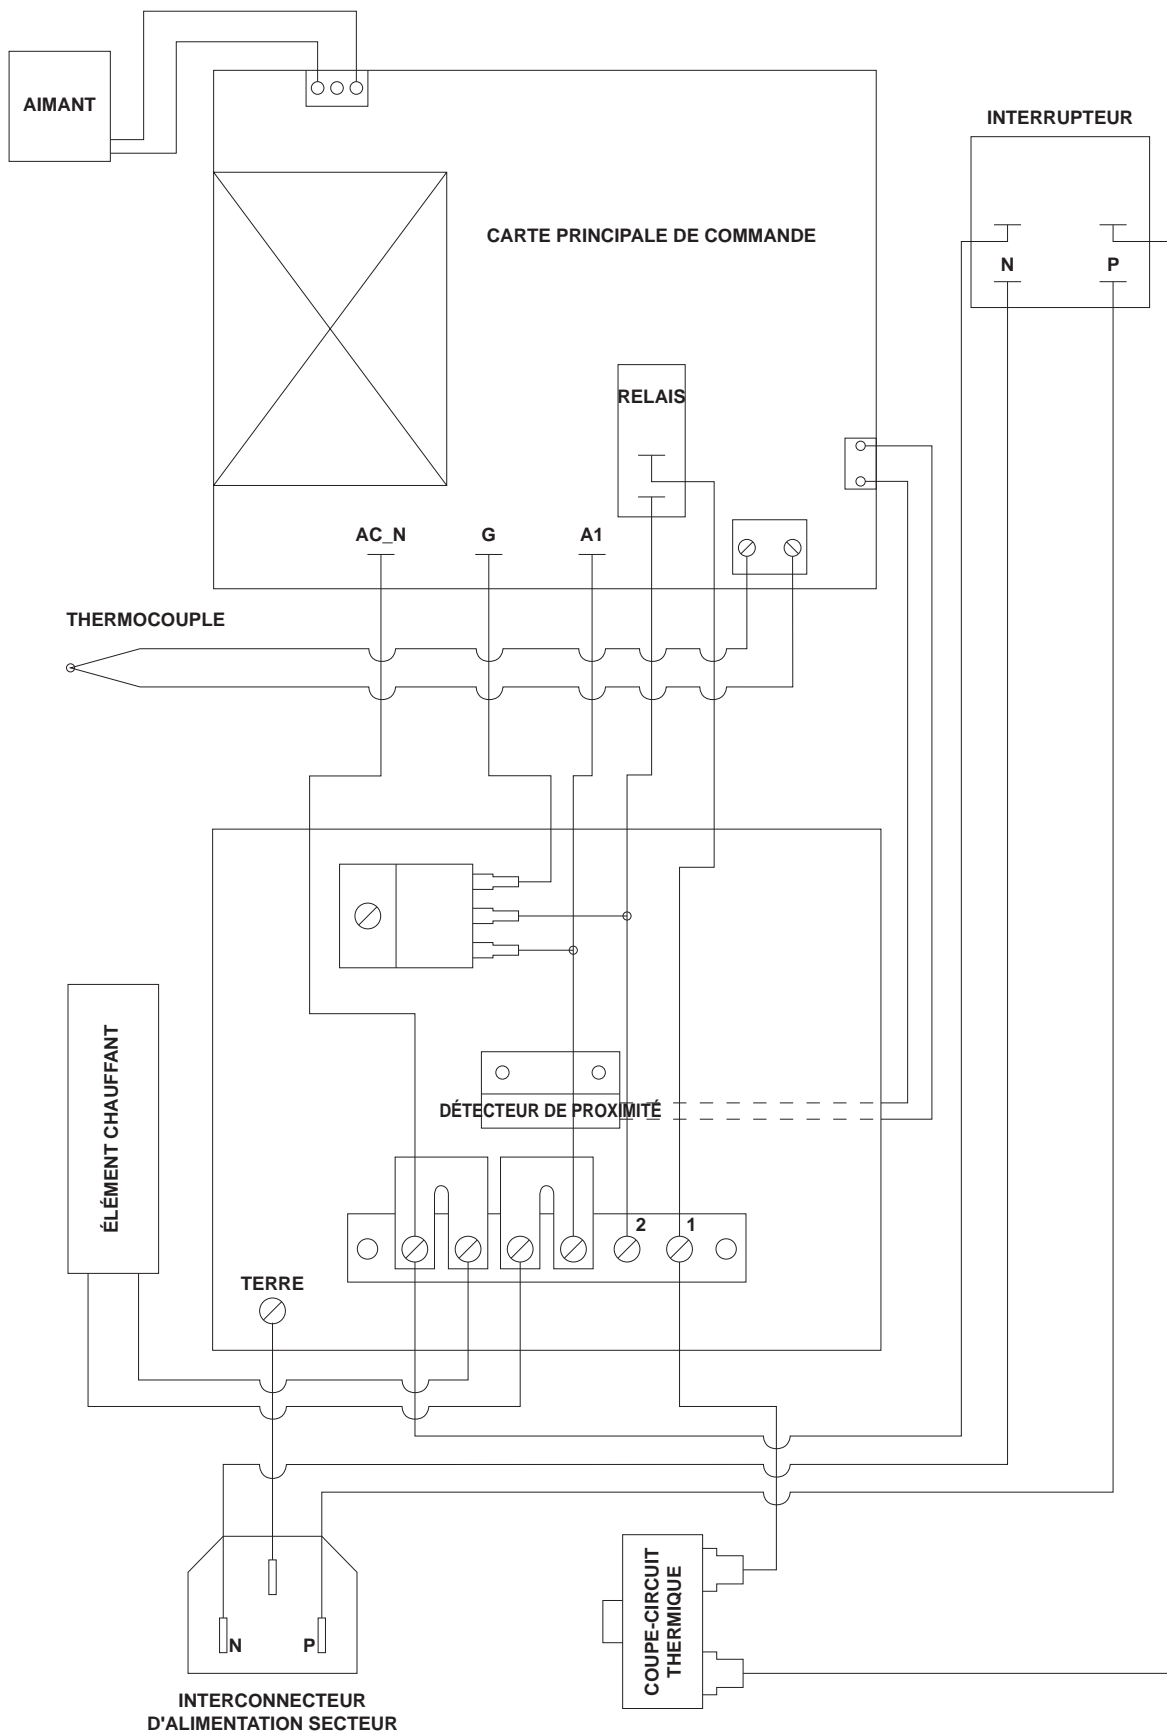 AIMANT
INTERRUPTEUR
CARTE PRINCIPALE DE COMMANDE
N
P
RELAIS
AC_N
G
A1
THERMOCOUPLE
ÉLÉMENT CHAUFFANT
DÉTECTEUR DE PROXIMITÉ
2
1
TERRE
COUPE-CIRCUIT
THERMIQUE
N
P
INTERCONNECTEUR
D'ALIMENTATION SECTEUR